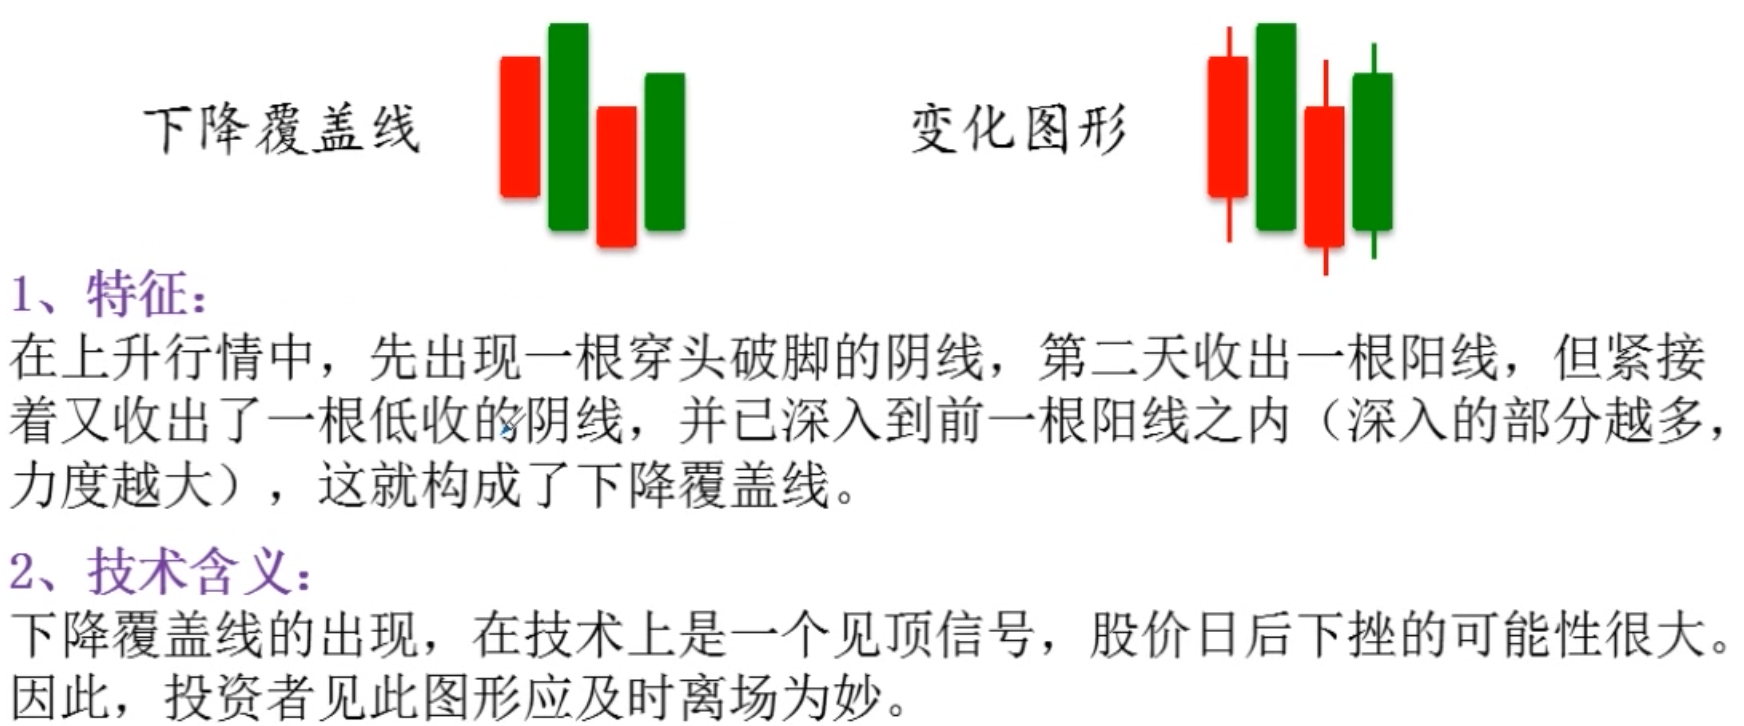 下降覆盖线
变化图形
1、特征：
在上升行情中，先出现一根穿头破脚的阴线，第二天收出一根阳线，但紧接
着又收出了一根低收的阴线，并已深入到前一根阳线之内（深入的部分越多，
力度越大），这就构成了下降覆盖线。
2、技术含义：
下降覆盖线的出现，在技术上是一个见顶信号，股价日后下挫的可能性很大。
因此，投资者见此图形应及时离场为妙。